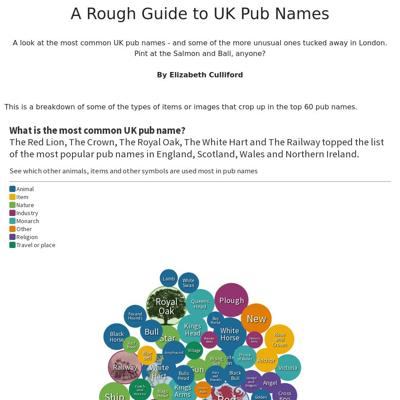 A Rough Guide to UK Pub Names
A look at the most common UK pub names - and some of the more unusual ones tucked away in London.
Pint at the Salmon and Ball, anyone?
By Elizabeth Culliford
This is a breakdown of some of the types of items or images that crop up in the top 60 pub names.
What is the most common UK pub name?
The Red Lion, The Crown, The Royal Oak, The White Hart and The Railway topped the list
of the most popular pub names in England, Scotland, Wales and Northern Ireland.
See which other animals, items and other symbols are used most in pub names
Animal
Item
Nature
Industry
Monarch
Other
Religion
Travel or place
Lamb
White
Swan
Royal
Oak
Queens
Head
Plough
New
Black
Horse
Bull
Star
Kings
Head
White
Horse
Railway
White
Hart
Village
Victoria
Bulls
Head
Black
Bull
Angel
Ship
Kings
Arms
Red
Cross